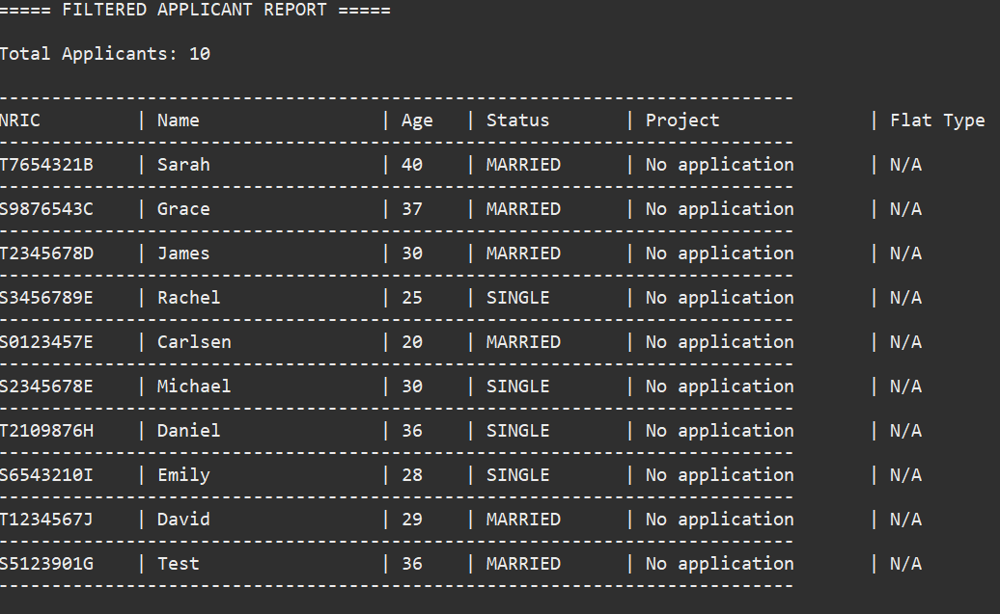 ===== FILTERED APPLICANT REPORT =====
Total Applicants: 10
---------------------------------------------------------------------------
NRIC | Name | Age | Status | Project | Flat Type
---------------------------------------------------------------------------
T7654321B | Sarah | 40 | MARRIED | No application | N/A
---------------------------------------------------------------------------
S9876543C | Grace | 37 | MARRIED | No application | N/A
---------------------------------------------------------------------------
T2345678D | James | 30 | MARRIED | No application | N/A
---------------------------------------------------------------------------
S3456789E | Rachel | 25 | SINGLE | No application | N/A
---------------------------------------------------------------------------
S0123457E | Carlsen | 20 | MARRIED | No application | N/A
---------------------------------------------------------------------------
S2345678E | Michael | 30 | SINGLE | No application | N/A
---------------------------------------------------------------------------
T2109876H | Daniel | 36 | SINGLE | No application | N/A
---------------------------------------------------------------------------
S6543210I | Emily | 28 | SINGLE | No application | N/A
---------------------------------------------------------------------------
T1234567J | David | 29 | MARRIED | No application | N/A
---------------------------------------------------------------------------
S5123901G | Test | 36 | MARRIED | No application | N/A
---------------------------------------------------------------------------